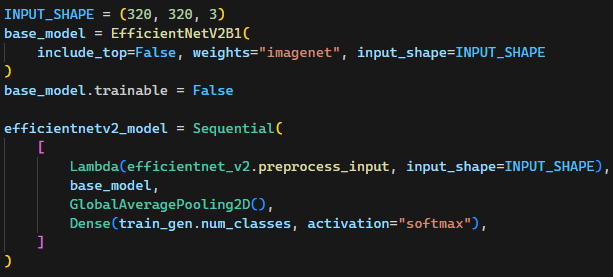 INPUT_SHAPE = (320, 320, 3)
base_model = EfficientNetV2B1(
    include_top=False, weights="imagenet", input_shape=INPUT_SHAPE
)
base_model.trainable = False

efficientnetv2_model = Sequential(
    [
        Lambda(efficientnet_v2.preprocess_input, input_shape=INPUT_SHAPE),
        base_model,
        GlobalAveragePooling2D(),
        Dense(train_gen.num_classes, activation="softmax"),
    ]
)